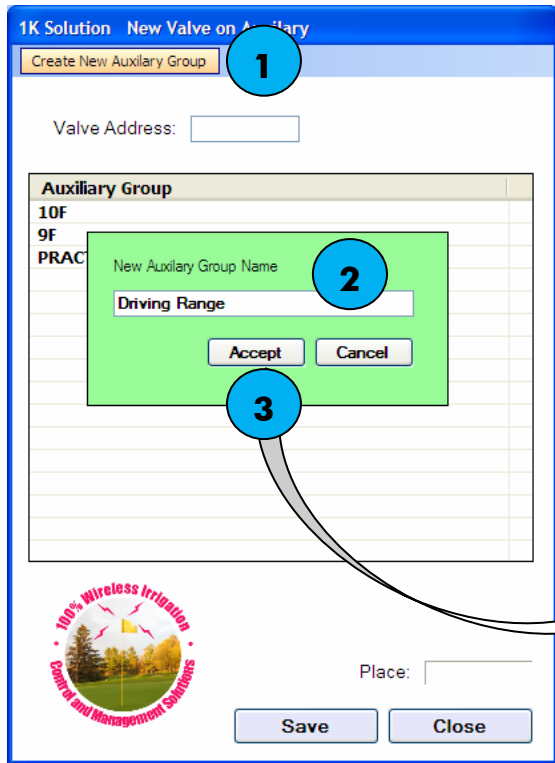 1K Solution New Valve on Auxilary
Create New Auxilary Group
1
Valve Address:
Auxiliary Group
10F
9F
PRACT
New Auxilary Group Name
2
Driving Range
Accept Cancel
3
100% Wireless Irrigation
Control and Management Solutions
Place:
Save Close